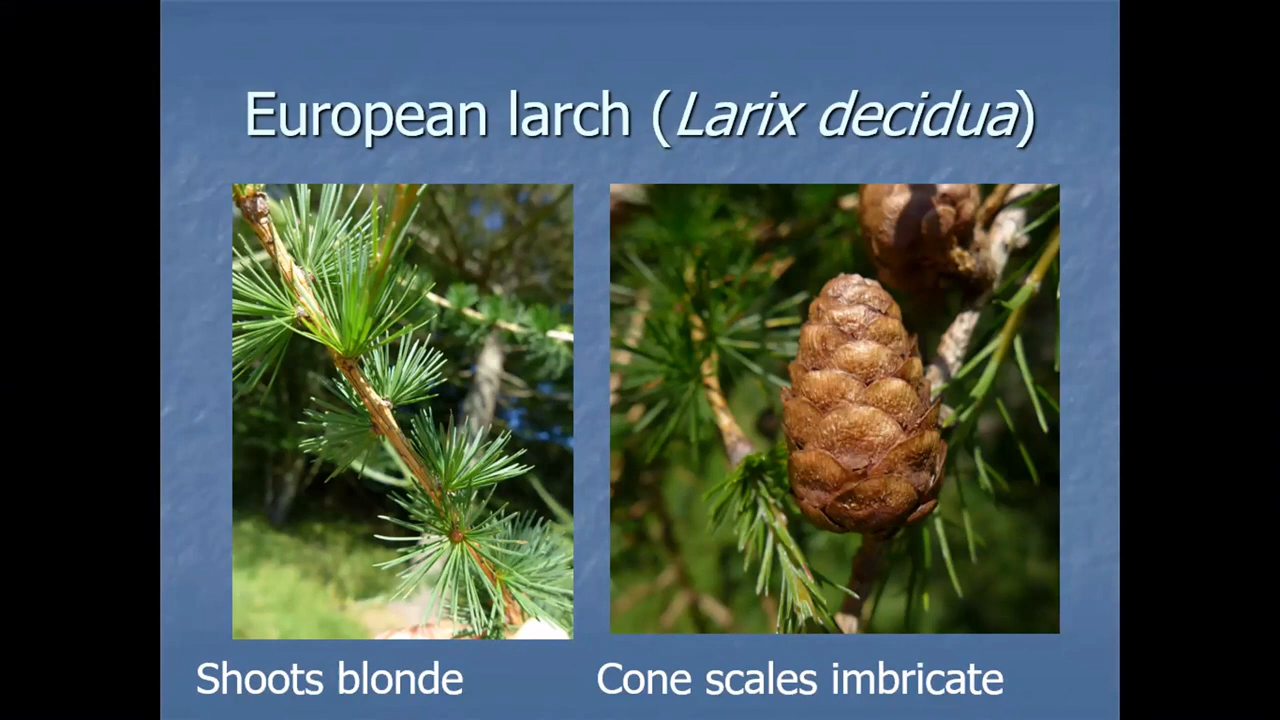 European larch (Larix decidua)
Shoots blonde
Cone scales imbricate